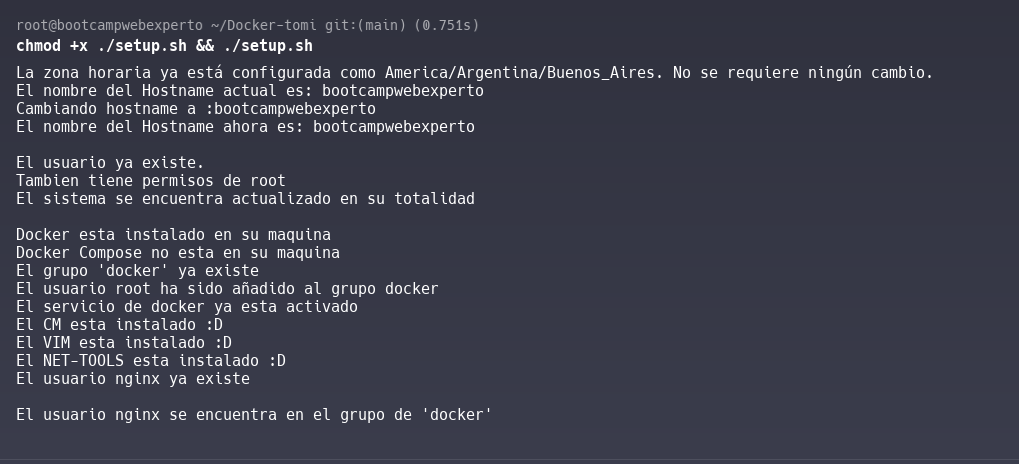 root@bootcampwebexperto ~/Docker-tomi git:(main) (0.751s)
chmod +x ./setup.sh && ./setup.sh
La zona horaria ya está configurada como America/Argentina/Buenos_Aires. No se requiere ningún cambio.
El nombre del Hostname actual es: bootcampwebexperto
Cambiando hostname a :bootcampwebexperto
El nombre del Hostname ahora es: bootcampwebexperto
El usuario ya existe.
Tambien tiene permisos de root
El sistema se encuentra actualizado en su totalidad
Docker esta instalado en su maquina
Docker Compose no esta en su maquina
El grupo 'docker' ya existe
El usuario root ha sido añadido al grupo docker
El servicio de docker ya esta activado
El CM esta instalado :D
El VIM esta instalado :D
El NET-TOOLS esta instalado :D
El usuario nginx ya existe
El usuario nginx se encuentra en el grupo de 'docker'